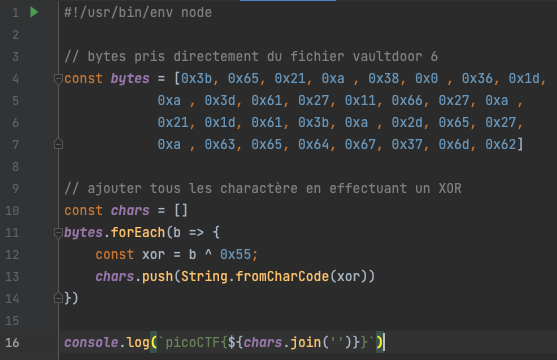 1 #!/usr/bin/env node
2
3 // bytes pris directement du fichier vaultdoor 6
4 const bytes = [0x3b, 0x65, 0x21, 0xa , 0x38, 0x0 , 0x36, 0x1d,
5 0xa , 0x3d, 0x61, 0x27, 0x11, 0x66, 0x27, 0xa ,
6 0x21, 0x1d, 0x61, 0x3b, 0xa , 0x2d, 0x65, 0x27,
7 0xa , 0x63, 0x65, 0x64, 0x67, 0x37, 0x6d, 0x62]
8
9 // ajouter tous les charactère en effectuant un XOR
10 const chars = []
11 bytes.forEach(b => {
12 const xor = b ^ 0x55;
13 chars.push(String.fromCharCode(xor))
14 })
15
16 console.log(`picoCTF{${chars.join('')}}`)